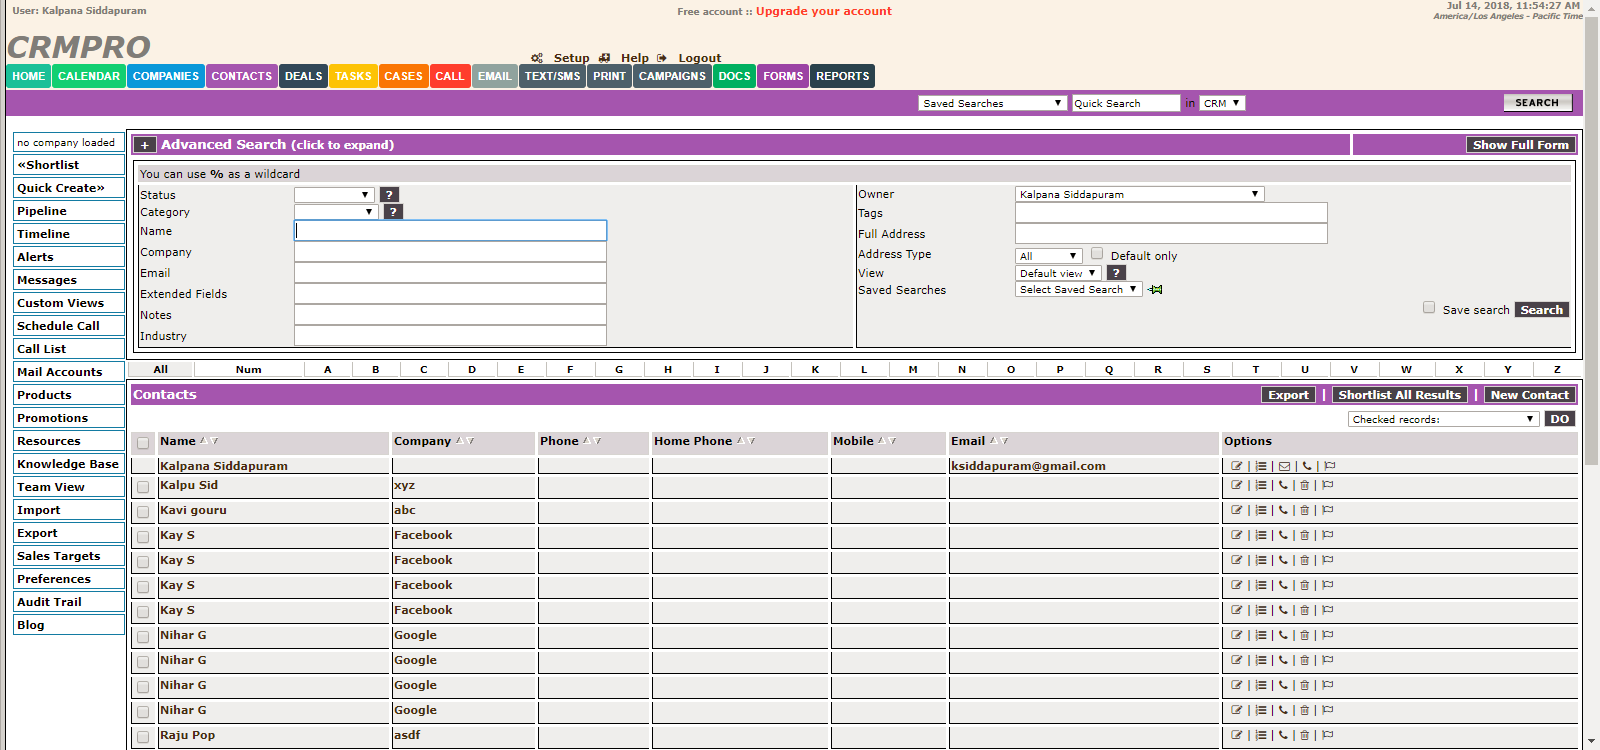 User: Kalpana Siddapuram
Free account :: Upgrade your account
Jul 14, 2018, 11:54:27 AM
America/Los Angeles - Pacific Time
CRMPRO
Setup Help Logout
HOME CALENDAR COMPANIES CONTACTS DEALS TASKS CASES CALL EMAIL TEXT/SMS PRINT CAMPAIGNS DOCS FORMS REPORTS
Saved Searches Quick Search in CRM SEARCH
no company loaded
«Shortlist
Quick Create»
Pipeline
Timeline
Alerts
Messages
Custom Views
Schedule Call
Call List
Mail Accounts
Products
Promotions
Resources
Knowledge Base
Team View
Import
Export
Sales Targets
Preferences
Audit Trail
Blog
+ Advanced Search (click to expand) Show Full Form
You can use % as a wildcard
Status ?
Category ?
Name
Company
Email
Extended Fields
Notes
Industry
Owner Kalpana Siddapuram
Tags
Full Address
Address Type All Default only
View Default view ?
Saved Searches Select Saved Search
Save search Search
All Num A B C D E F G H I J K L M N O P Q R S T U V W X Y Z
Contacts Export | Shortlist All Results | New Contact
Checked records: DO
Name Company Phone Home Phone Mobile Email Options
Kalpana Siddapuram ksiddapuram@gmail.com | | | |
Kalpu Sid xyz | | | |
Kavi gouru abc | | | |
Kay S Facebook | | | |
Kay S Facebook | | | |
Kay S Facebook | | | |
Kay S Facebook | | | |
Nihar G Google | | | |
Nihar G Google | | | |
Nihar G Google | | | |
Nihar G Google | | | |
Raju Pop asdf | | | |